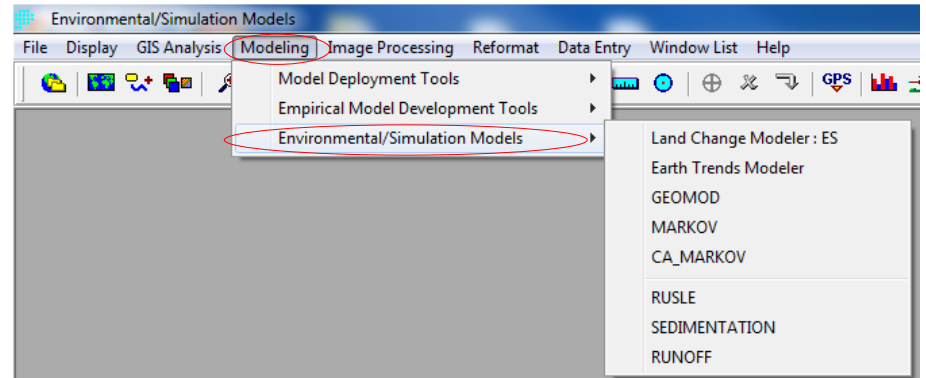 Environmental/Simulation Models
File Display GIS Analysis Modeling Image Processing Reformat Data Entry Window List Help
GPS
Model Deployment Tools
Empirical Model Development Tools
Environmental/Simulation Models
Land Change Modeler : ES
Earth Trends Modeler
GEOMOD
MARKOV
CA_MARKOV
RUSLE
SEDIMENTATION
RUNOFF